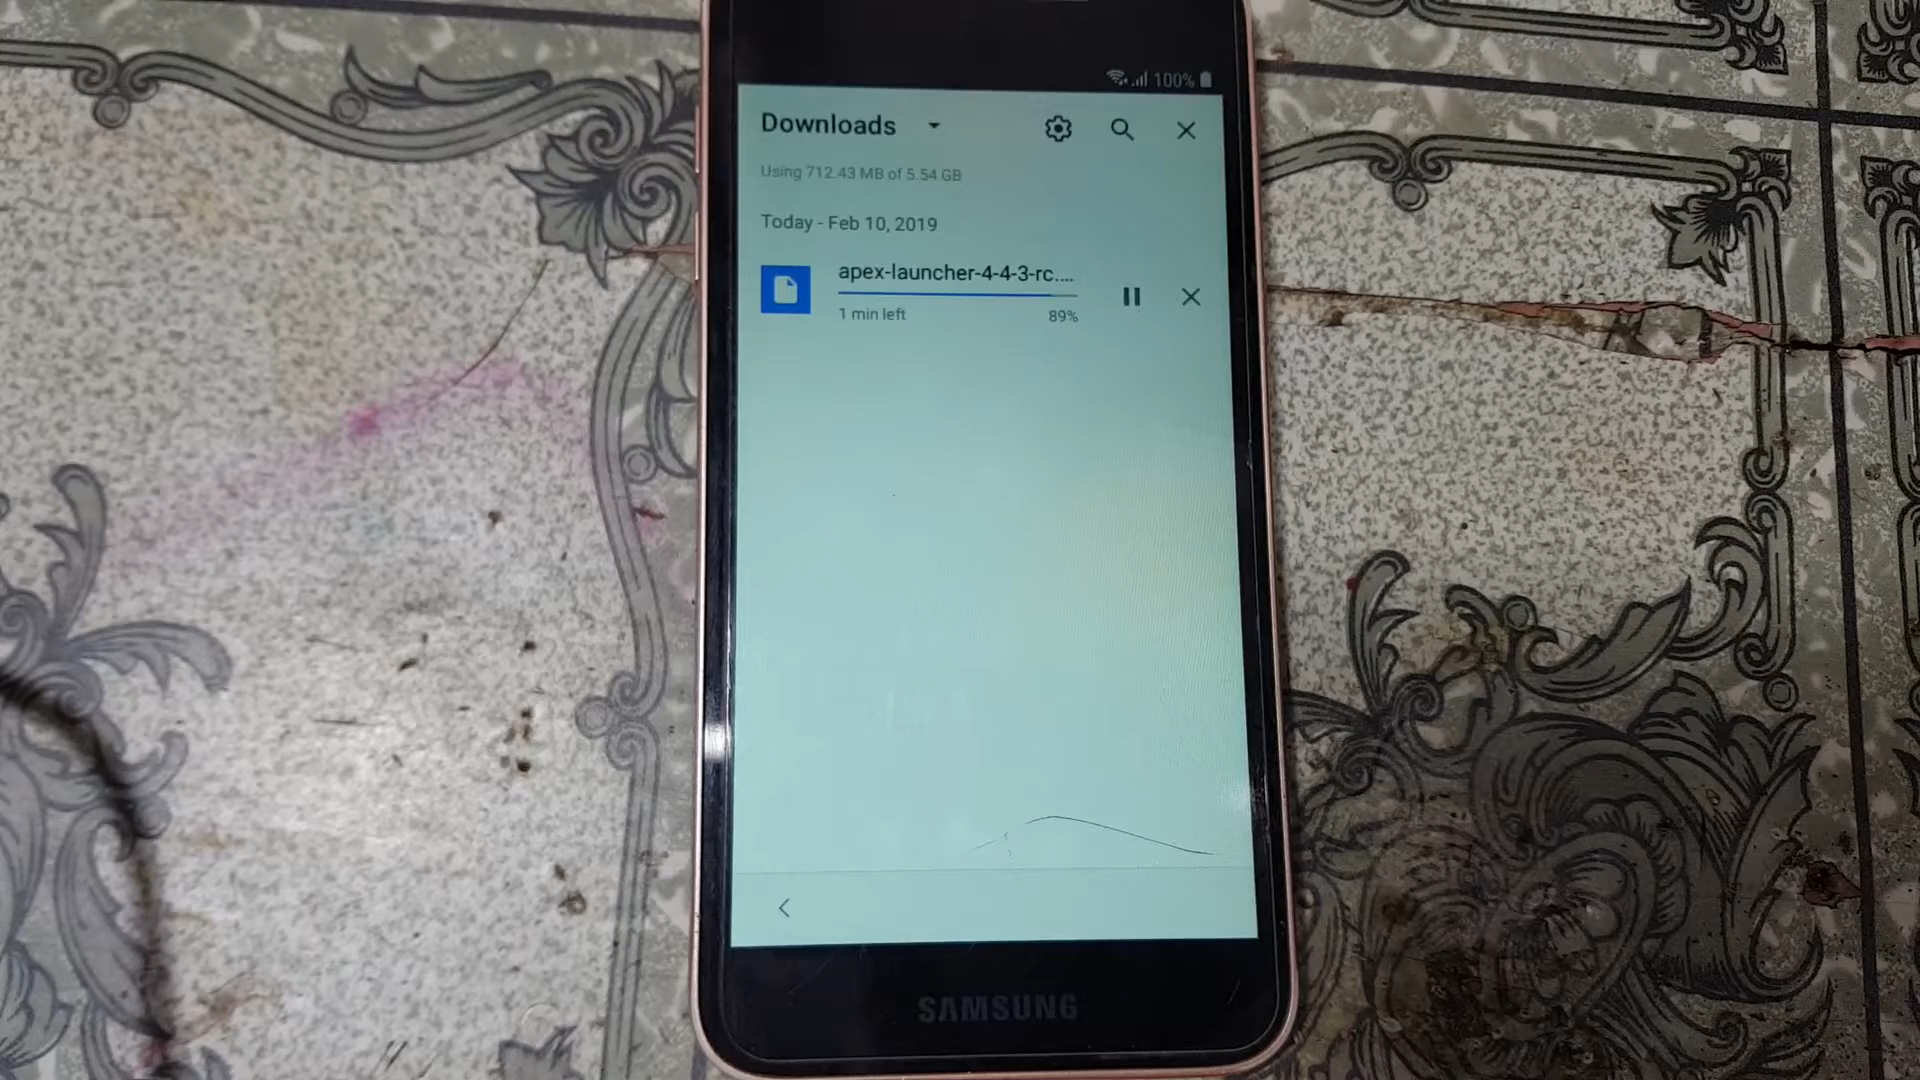 100%
Downloads
Using 712.43 MB of 5.54 GB
Today - Feb 10, 2019
apex-launcher-4-4-3-rc....
1 min left
89%
SAMSUNG